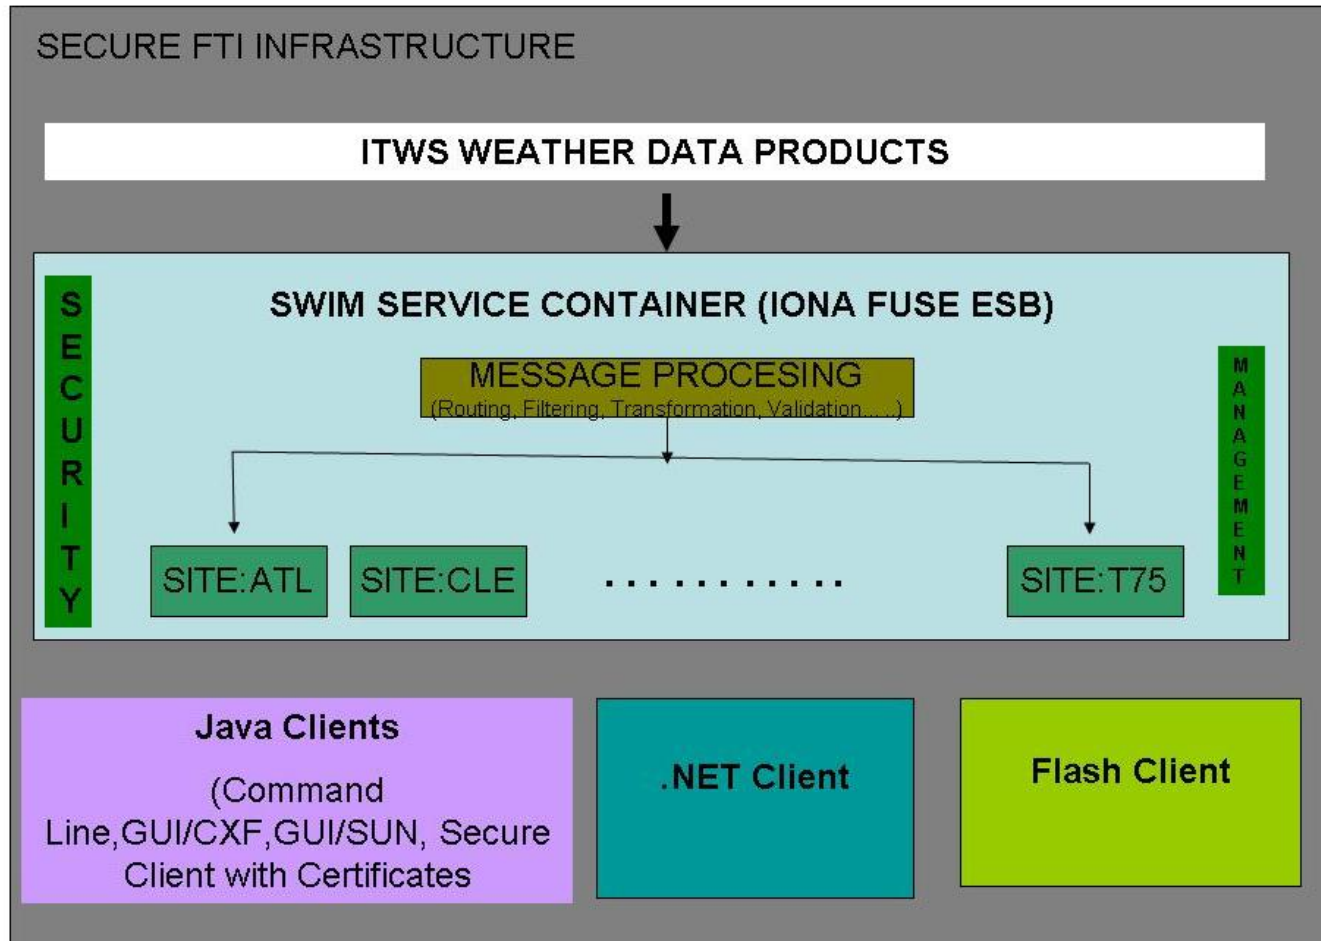 SECURE FTI INFRASTRUCTURE
ITWS WEATHER DATA PRODUCTS
SECURITY
SWIM SERVICE CONTAINER (IONA FUSE ESB)
MESSAGE PROCESING
(Routing, Filtering, Transformation, Validation... ...)
MANAGEMENT
SITE:ATL
SITE:CLE
. . . . . . . . . . .
SITE:T75
Java Clients
(Command
Line,GUI/CXF,GUI/SUN, Secure
Client with Certificates
.NET Client
Flash Client